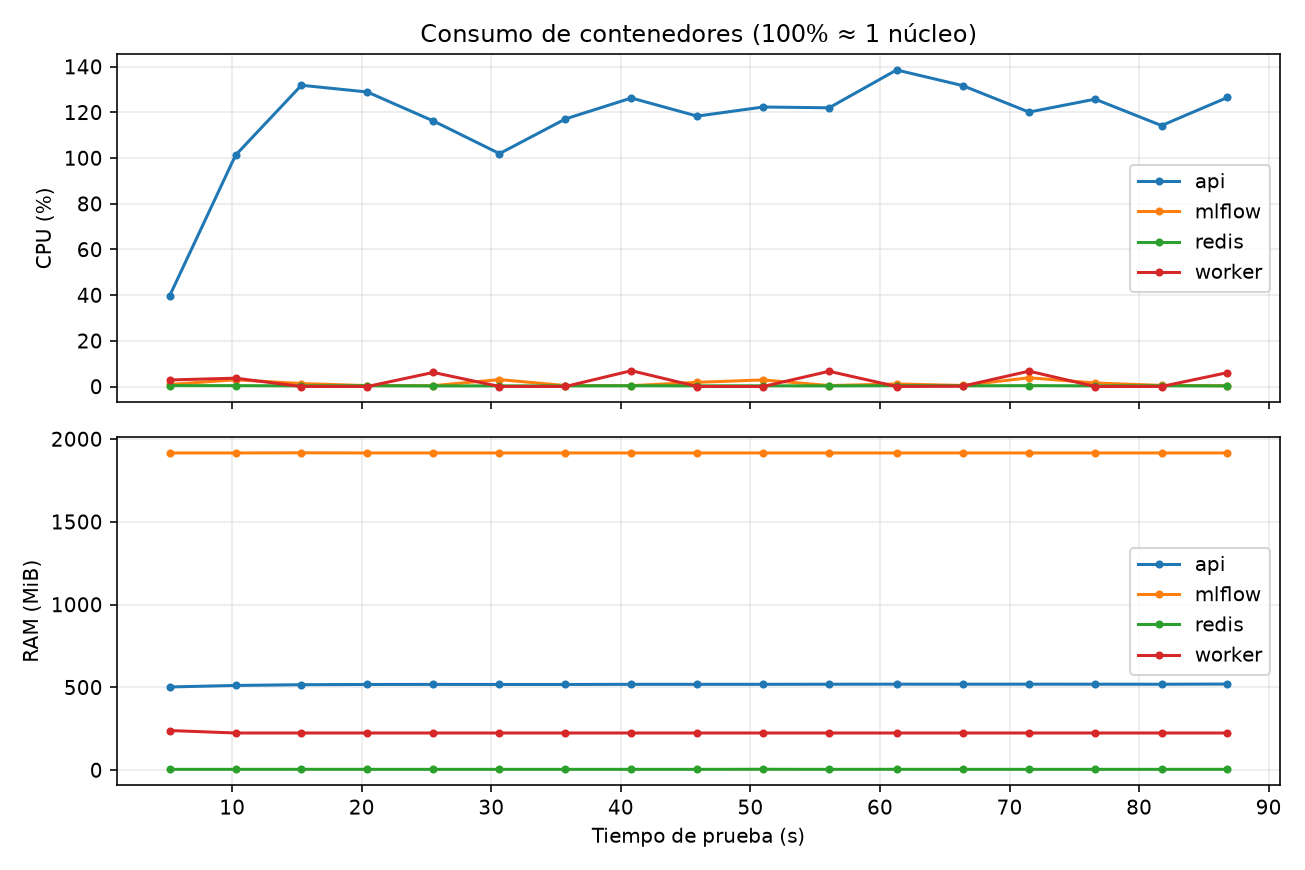 Consumo de contenedores (100% ≈ 1 núcleo)
140
120
100
80
60
40
20
0
CPU (%)
api
mlflow
redis
worker
2000
1500
1000
500
0
RAM (MiB)
api
mlflow
redis
worker
10 20 30 40 50 60 70 80 90
Tiempo de prueba (s)